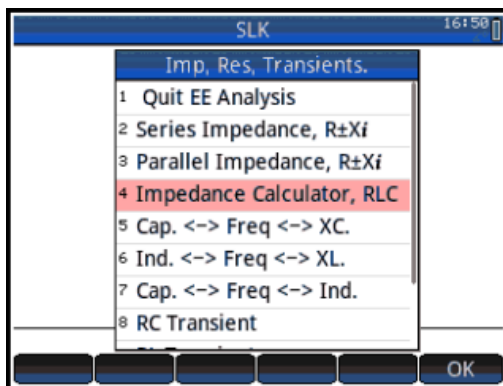 SLK
16:50
Imp, Res, Transients.
1 Quit EE Analysis
2 Series Impedance, R±Xi
3 Parallel Impedance, R±Xi
4 Impedance Calculator, RLC
5 Cap. <-> Freq <-> XC.
6 Ind. <-> Freq <-> XL.
7 Cap. <-> Freq <-> Ind.
8 RC Transient
OK